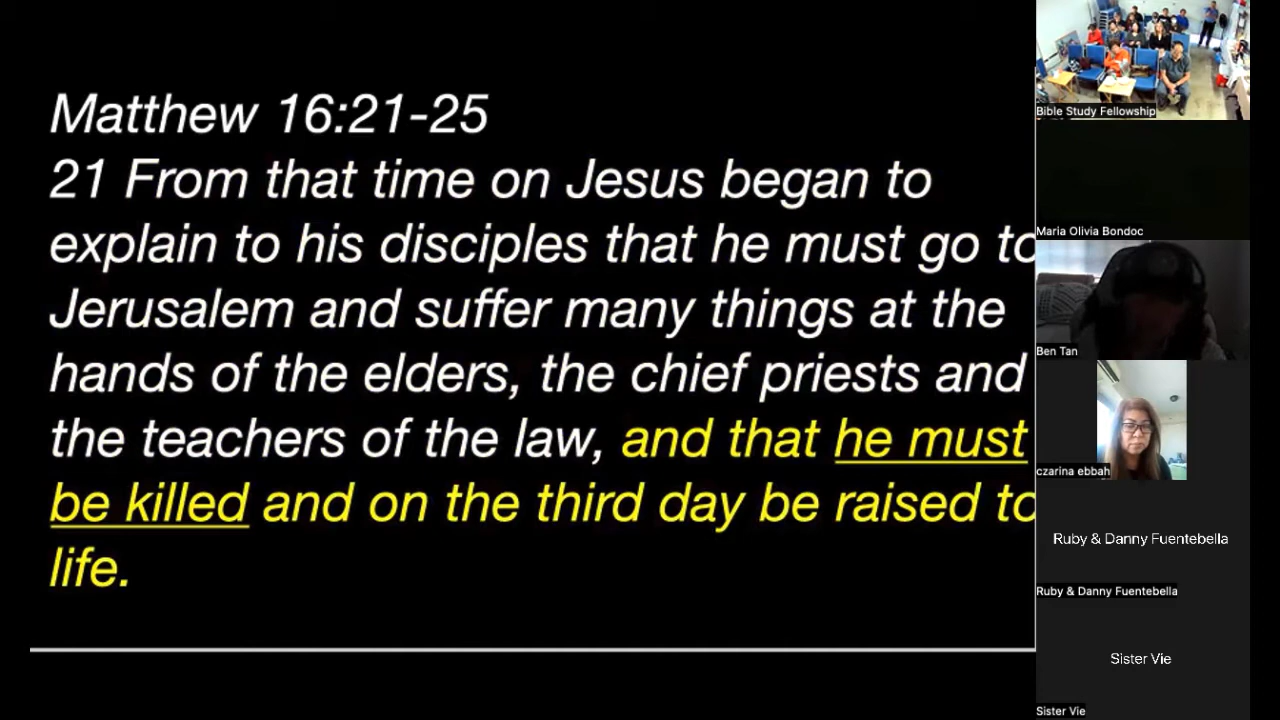 Matthew 16:21-25
21 From that time on Jesus began to
explain to his disciples that he must go to
Jerusalem and suffer many things at the
hands of the elders, the chief priests and
the teachers of the law, and that he must
be killed and on the third day be raised to
life.
Bible Study Fellowship
Maria Olivia Bondoc
Ben Tan
czarina ebbah
Ruby & Danny Fuentebella
Ruby & Danny Fuentebella
Sister Vie
Sister Vie